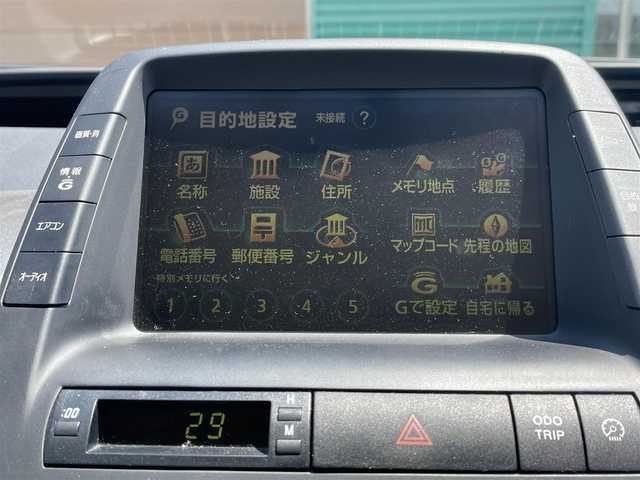 G 目的地設定 未接続 ?
名称 施設 住所 メモリ地点 履歴
電話番号 郵便番号 ジャンル マップコード 先程の地図
特別メモリに行く
1 2 3 4 5 Gで設定 自宅に帰る
画質・消
情報
G
エアコン
オーディオ
:00 29 H
M
ODO
TRIP